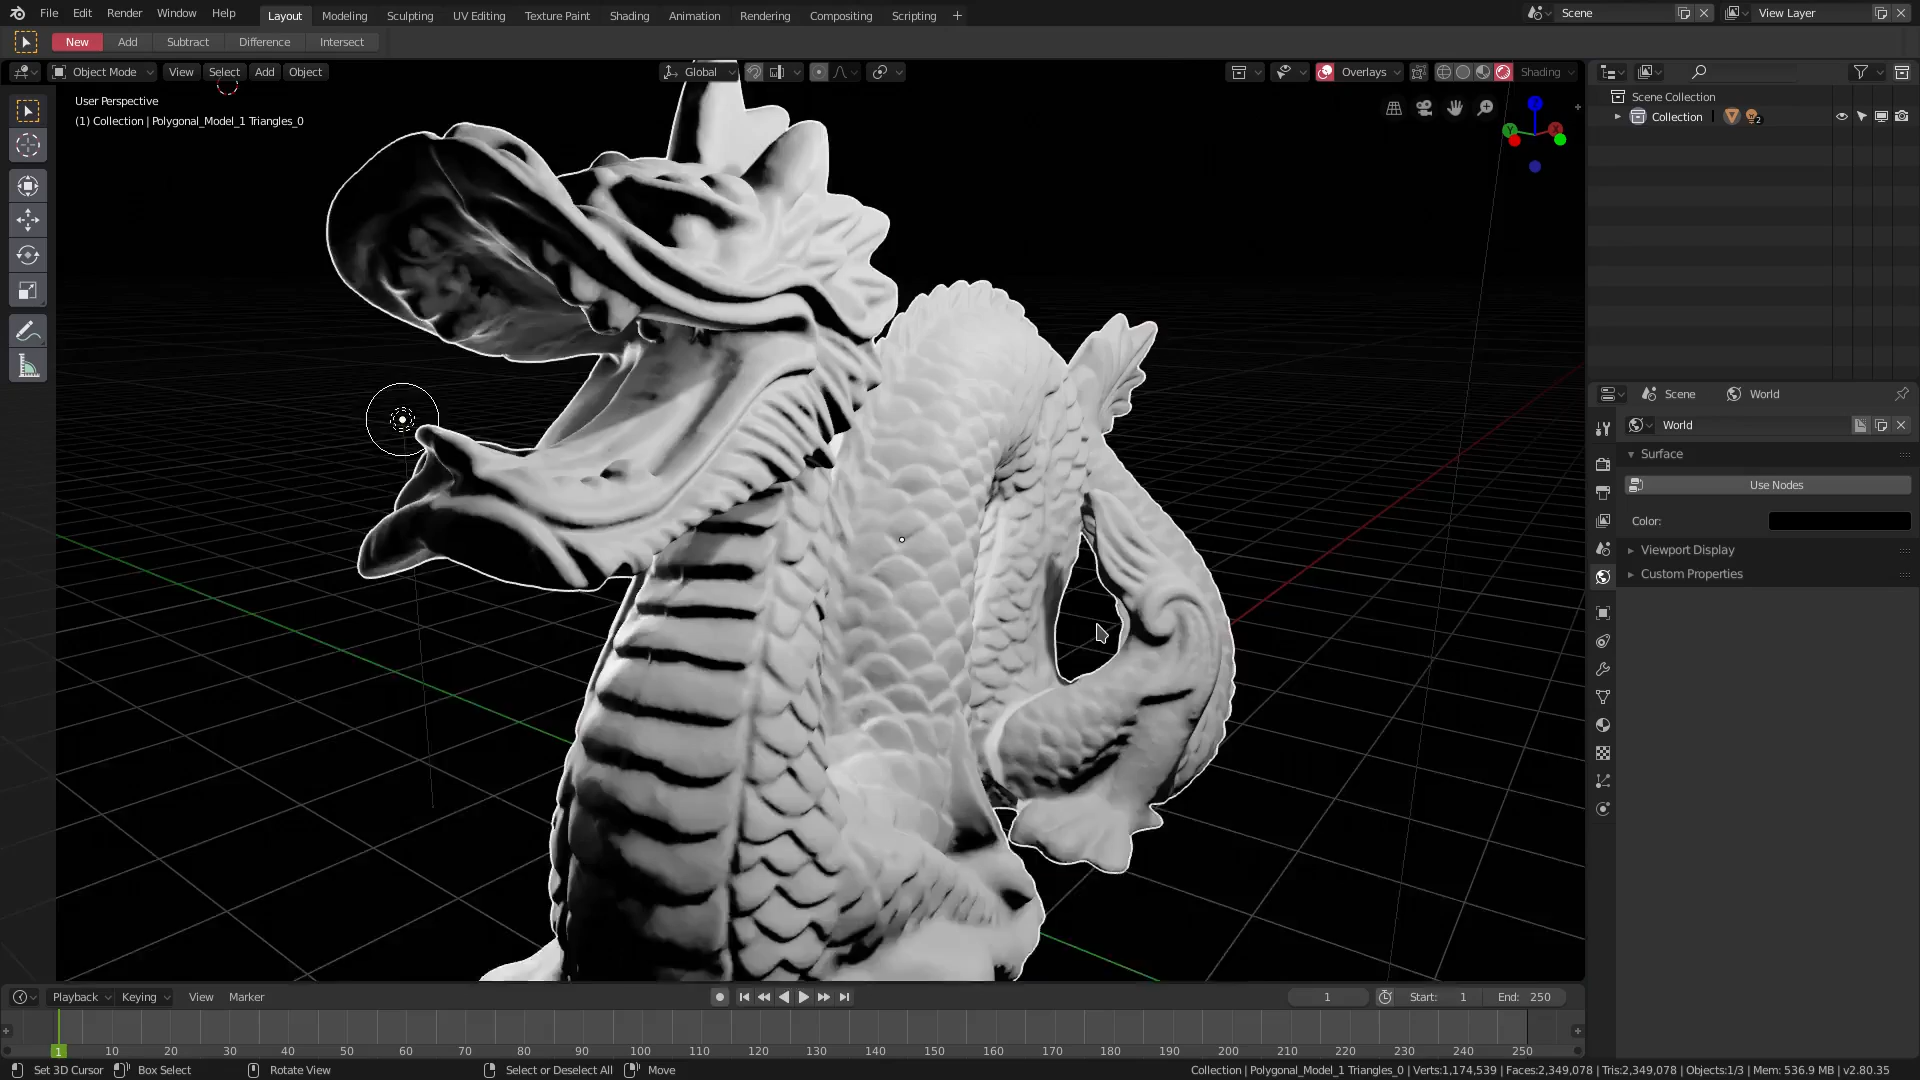 File Edit Render Window Help Layout Modeling Sculpting UV Editing Texture Paint Shading Animation Rendering Compositing Scripting + Scene View Layer
New Add Subtract Difference Intersect
Object Mode View Select Add Object Global Overlays Shading
User Perspective
(1) Collection | Polygonal_Model_1 Triangles_0
Scene Collection
Collection 2
Scene World
World
Surface
Use Nodes
Color:
Viewport Display
Custom Properties
Playback Keying View Marker 1 Start: 1 End: 250
1 10 20 30 40 50 60 70 80 90 100 110 120 130 140 150 160 170 180 190 200 210 220 230 240 250
Set 3D Cursor Box Select Rotate View Select or Deselect All Move Collection | Polygonal_Model_1 Triangles_0 | Verts:1,174,539 | Faces:2,349,078 | Tris:2,349,078 | Objects:1/3 | Mem: 536.9 MB | v2.80.35